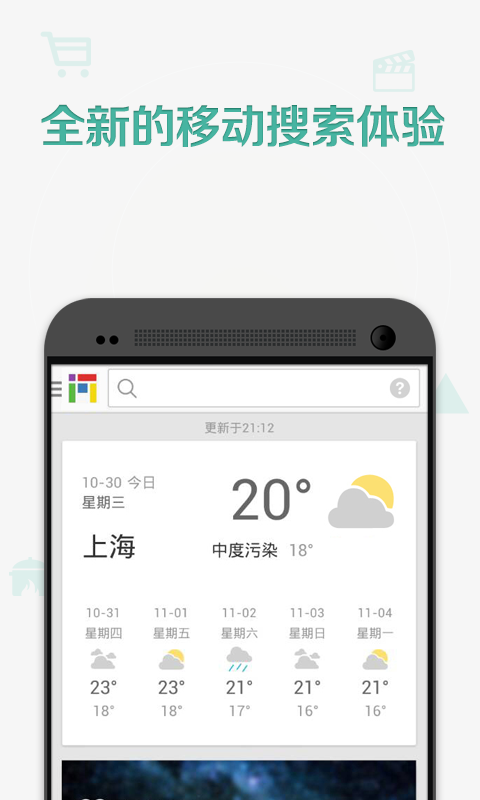 全新的移动搜索体验
?
更新于21:12
10-30 今日
星期三
20°
上海
中度污染 18°
10-31 11-01 11-02 11-03 11-04
星期四 星期五 星期六 星期日 星期一
23° 23° 21° 21° 21°
18° 18° 17° 16° 16°